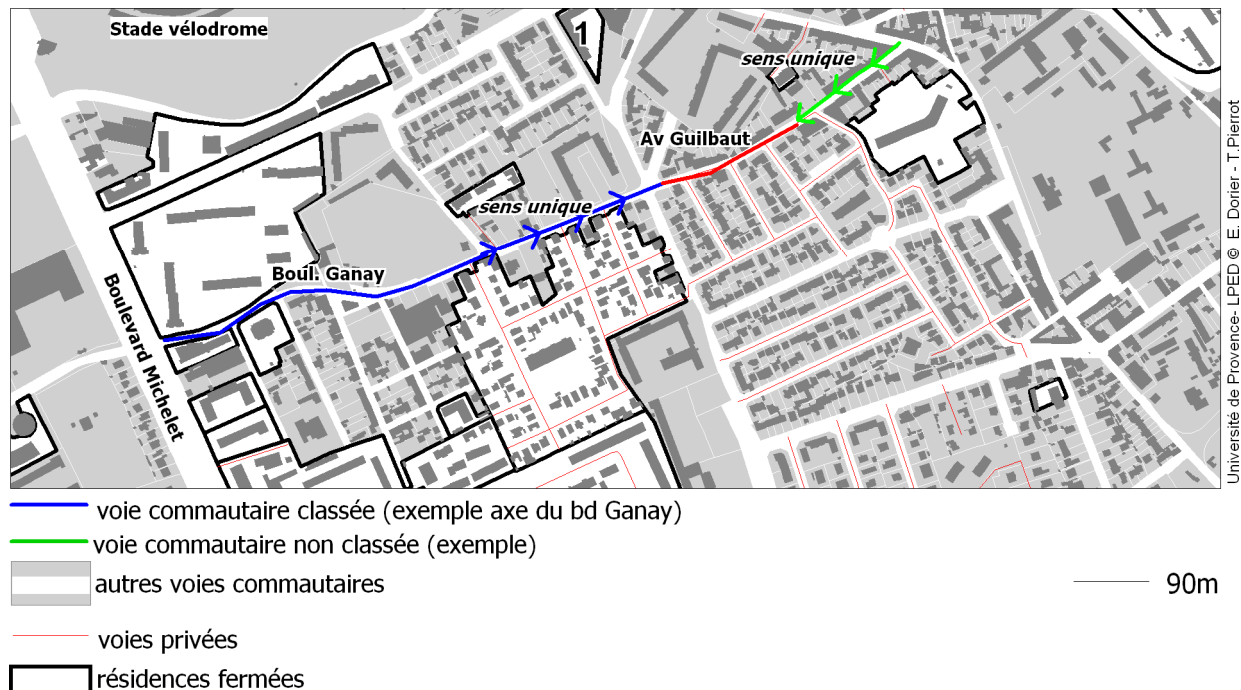 Stade vélodrome
1
sens unique
Av Guilbaut
sens unique
Boul. Ganay
Boulevard Michelet
Université de Provence- LPED © E. Dorier - T.Pierrot
voie commautaire classée (exemple axe du bd Ganay)
voie commautaire non classée (exemple)
autres voies commautaires
90m
voies privées
résidences fermées